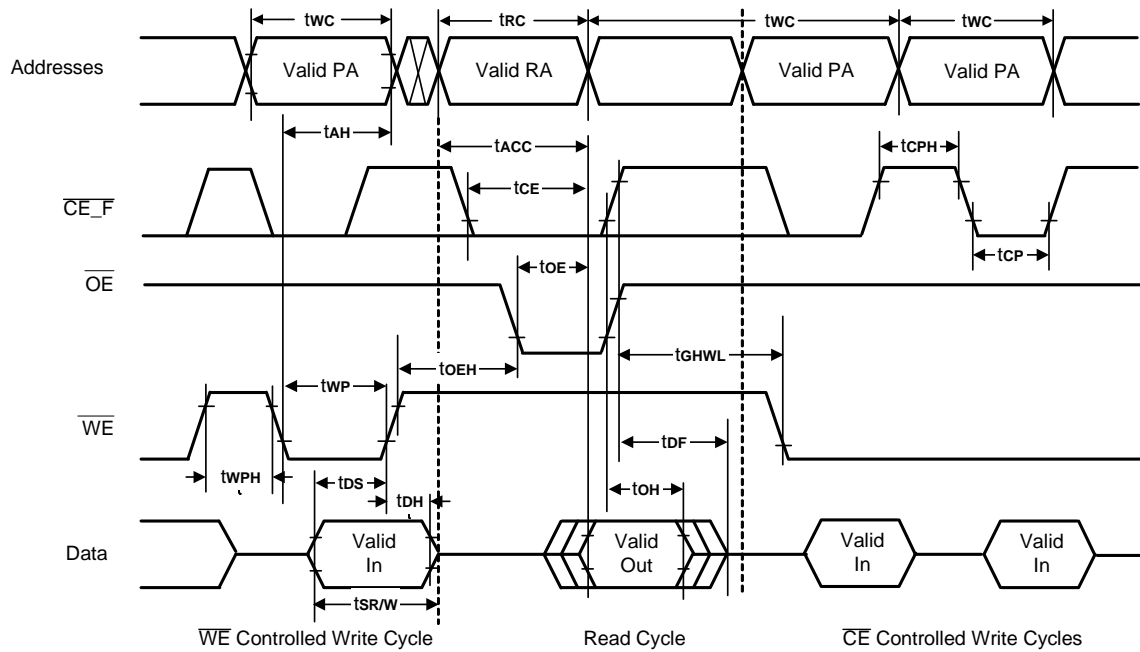 tWC tRC tWC tWC
Addresses Valid PA Valid RA Valid PA Valid PA
tAH tACC tCPH
CE_F tCE
tOE tCP
OE
tOEH tGHWL
WE tWP
tDF
tWPH tDS tDH tOH
Data Valid In Valid Out Valid In Valid In
tSR/W
WE Controlled Write Cycle Read Cycle CE Controlled Write Cycles